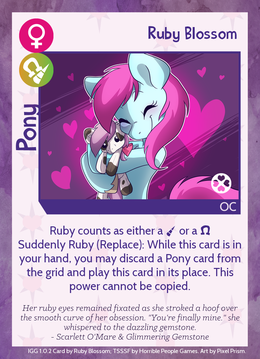 Ruby Blossom
Pony
OC
Ruby counts as either a or a
Suddenly Ruby (Replace): While this card is in
your hand, you may discard a Pony card from
the grid and play this card in its place. This
power cannot be copied.
Her ruby eyes remained fixated as she stroked a hoof over
the smooth curve of her obsession. "You're finally mine." she
whispered to the dazzling gemstone.
- Scarlett O'Mare & Glimmering Gemstone
IGG 1.0.2 Card by Ruby Blossom, TSSSF by Horrible People Games. Art by Pixel Prism.